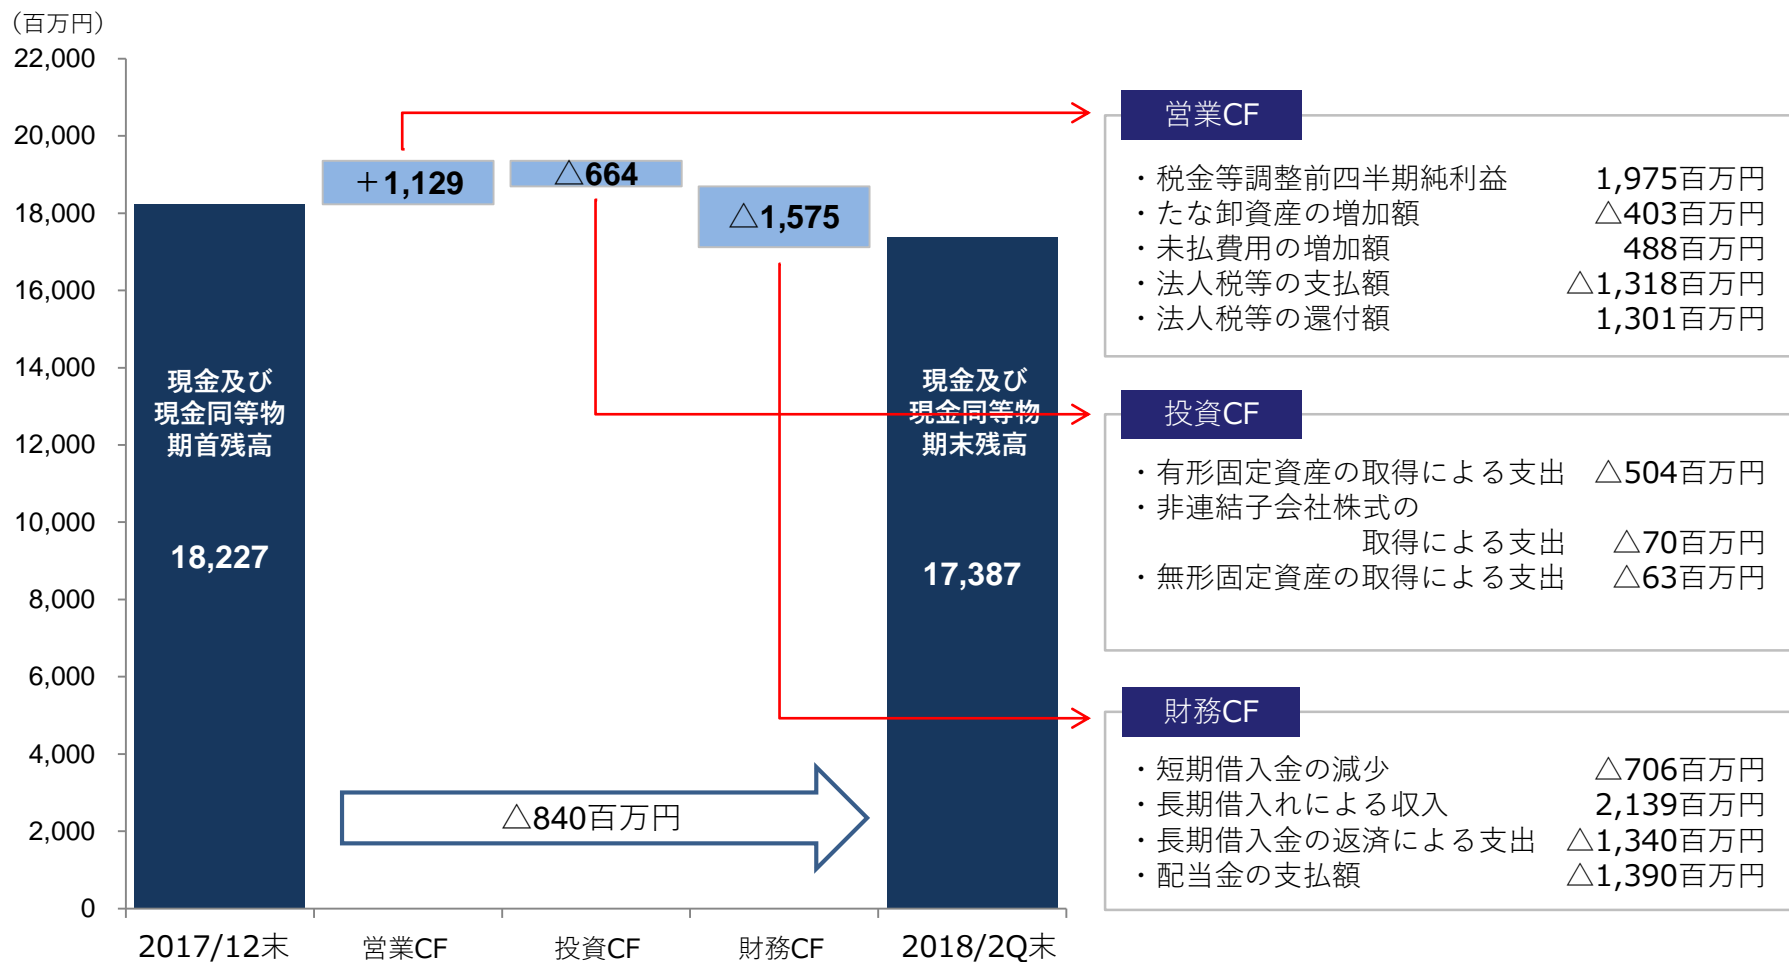 （百万円）
22,000
20,000
18,000
16,000
14,000
12,000
10,000
8,000
6,000
4,000
2,000
0
現金及び
現金同等物
期首残高
18,227
＋1,129
△664
△1,575
現金及び
現金同等物
期末残高
17,387
△840百万円
2017/12末
営業CF
投資CF
財務CF
2018/2Q末
営業CF
・税金等調整前四半期純利益 1,975百万円
・たな卸資産の増加額 △403百万円
・未払費用の増加額 488百万円
・法人税等の支払額 △1,318百万円
・法人税等の還付額 1,301百万円
投資CF
・有形固定資産の取得による支出 △504百万円
・非連結子会社株式の
取得による支出 △70百万円
・無形固定資産の取得による支出 △63百万円
財務CF
・短期借入金の減少 △706百万円
・長期借入れによる収入 2,139百万円
・長期借入金の返済による支出 △1,340百万円
・配当金の支払額 △1,390百万円